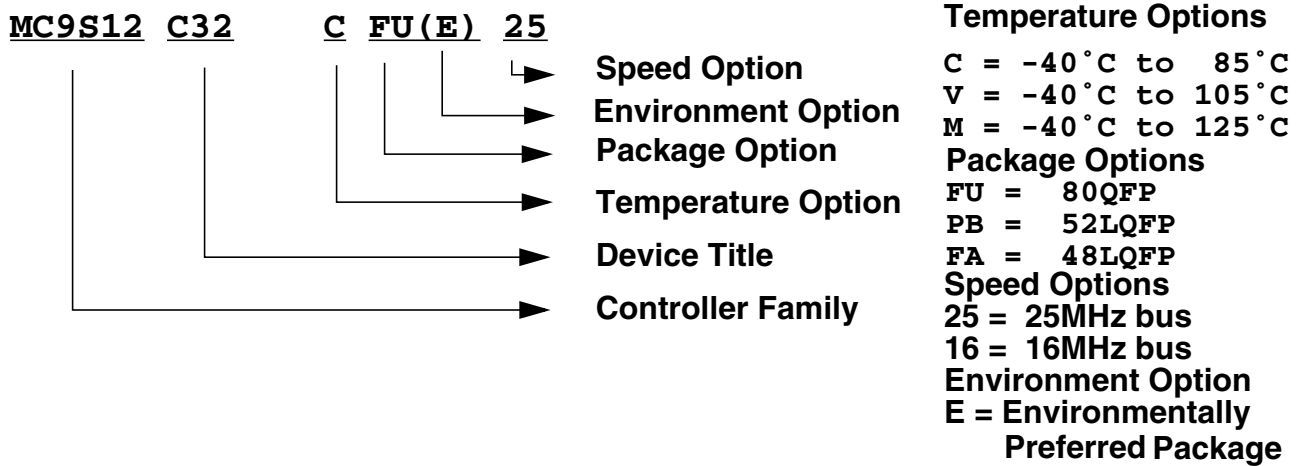 MC9S12 C32 C FU(E) 25
Speed Option
Environment Option
Package Option
Temperature Option
Device Title
Controller Family
Temperature Options
C = -40˚C to 85˚C
V = -40˚C to 105˚C
M = -40˚C to 125˚C
Package Options
FU = 80QFP
PB = 52LQFP
FA = 48LQFP
Speed Options
25 = 25MHz bus
16 = 16MHz bus
Environment Option
E = Environmentally
Preferred Package